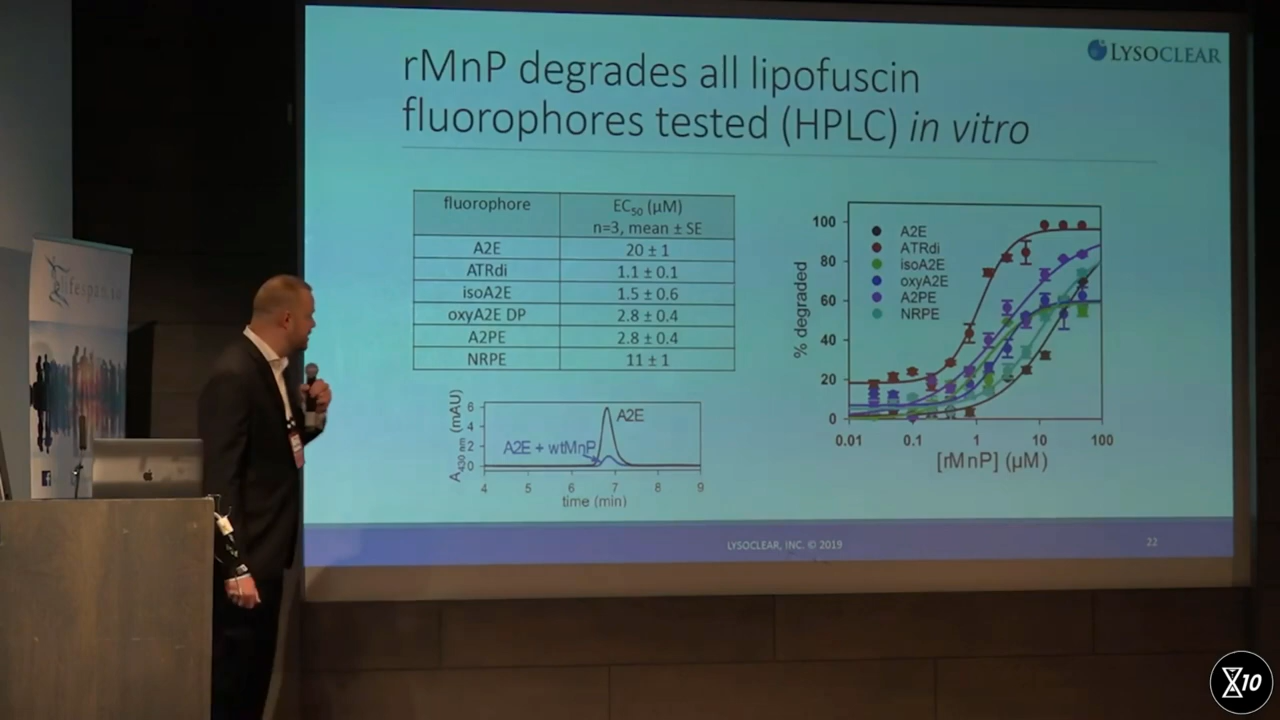 LYSOCLEAR
rMnP degrades all lipofuscin
fluorophores tested (HPLC) in vitro
fluorophore
EC50 (µM)
n=3, mean ± SE
A2E 20 ± 1
ATRdi 1.1 ± 0.1
isoA2E 1.5 ± 0.6
oxyA2E DP 2.8 ± 0.4
A2PE 2.8 ± 0.4
NRPE 11 ± 1
A430 nm (mAU)
6
4
2
0
A2E
A2E + wtMnP
4 5 6 7 8 9
time (min)
% degraded
100
80
60
40
20
0
A2E
ATRdi
isoA2E
oxyA2E
A2PE
NRPE
0.01 0.1 1 10 100
[rMnP] (µM)
LYSOCLEAR, INC. © 2019
22
lifespan.io
X10